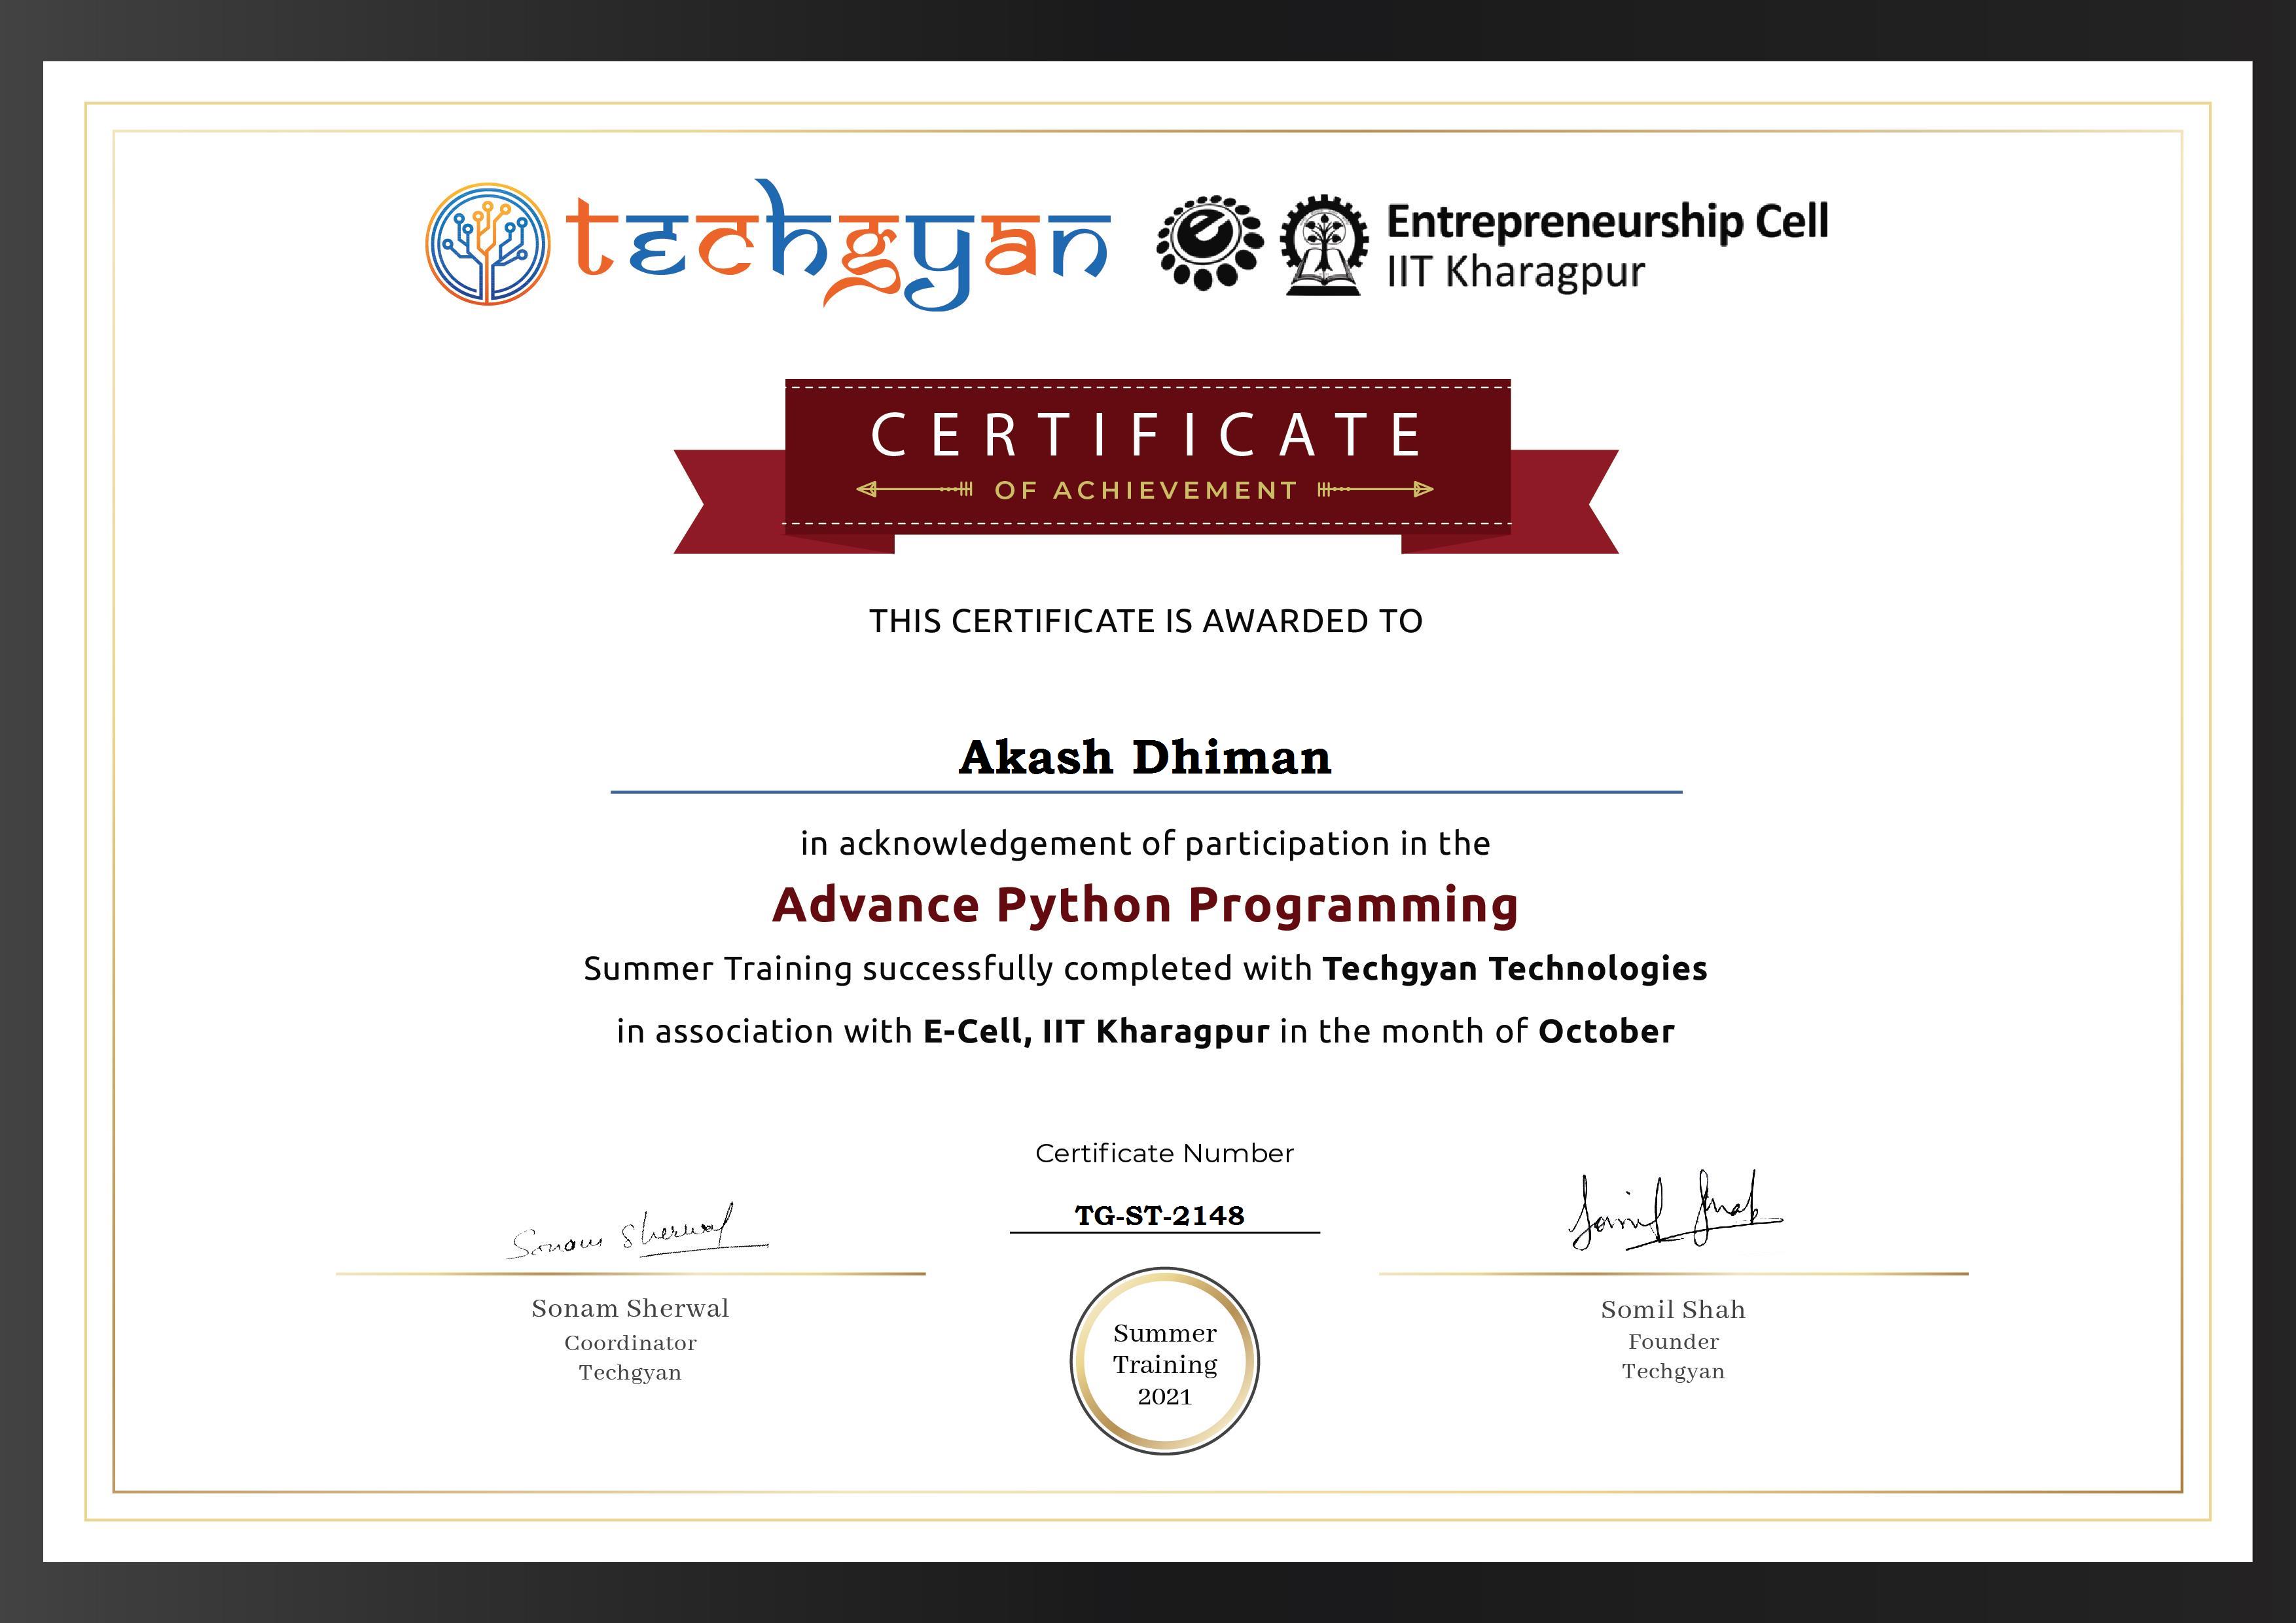 techgyan
Entrepreneurship Cell
IIT Kharagpur
CERTIFICATE
OF ACHIEVEMENT
THIS CERTIFICATE IS AWARDED TO
Akash Dhiman
in acknowledgement of participation in the
Advance Python Programming
Summer Training successfully completed with Techgyan Technologies
in association with E-Cell, IIT Kharagpur in the month of October
Certificate Number
TG-ST-2148
Sonam Sherwal
Somil Shah
Sonam Sherwal
Coordinator
Techgyan
Summer
Training
2021
Somil Shah
Founder
Techgyan